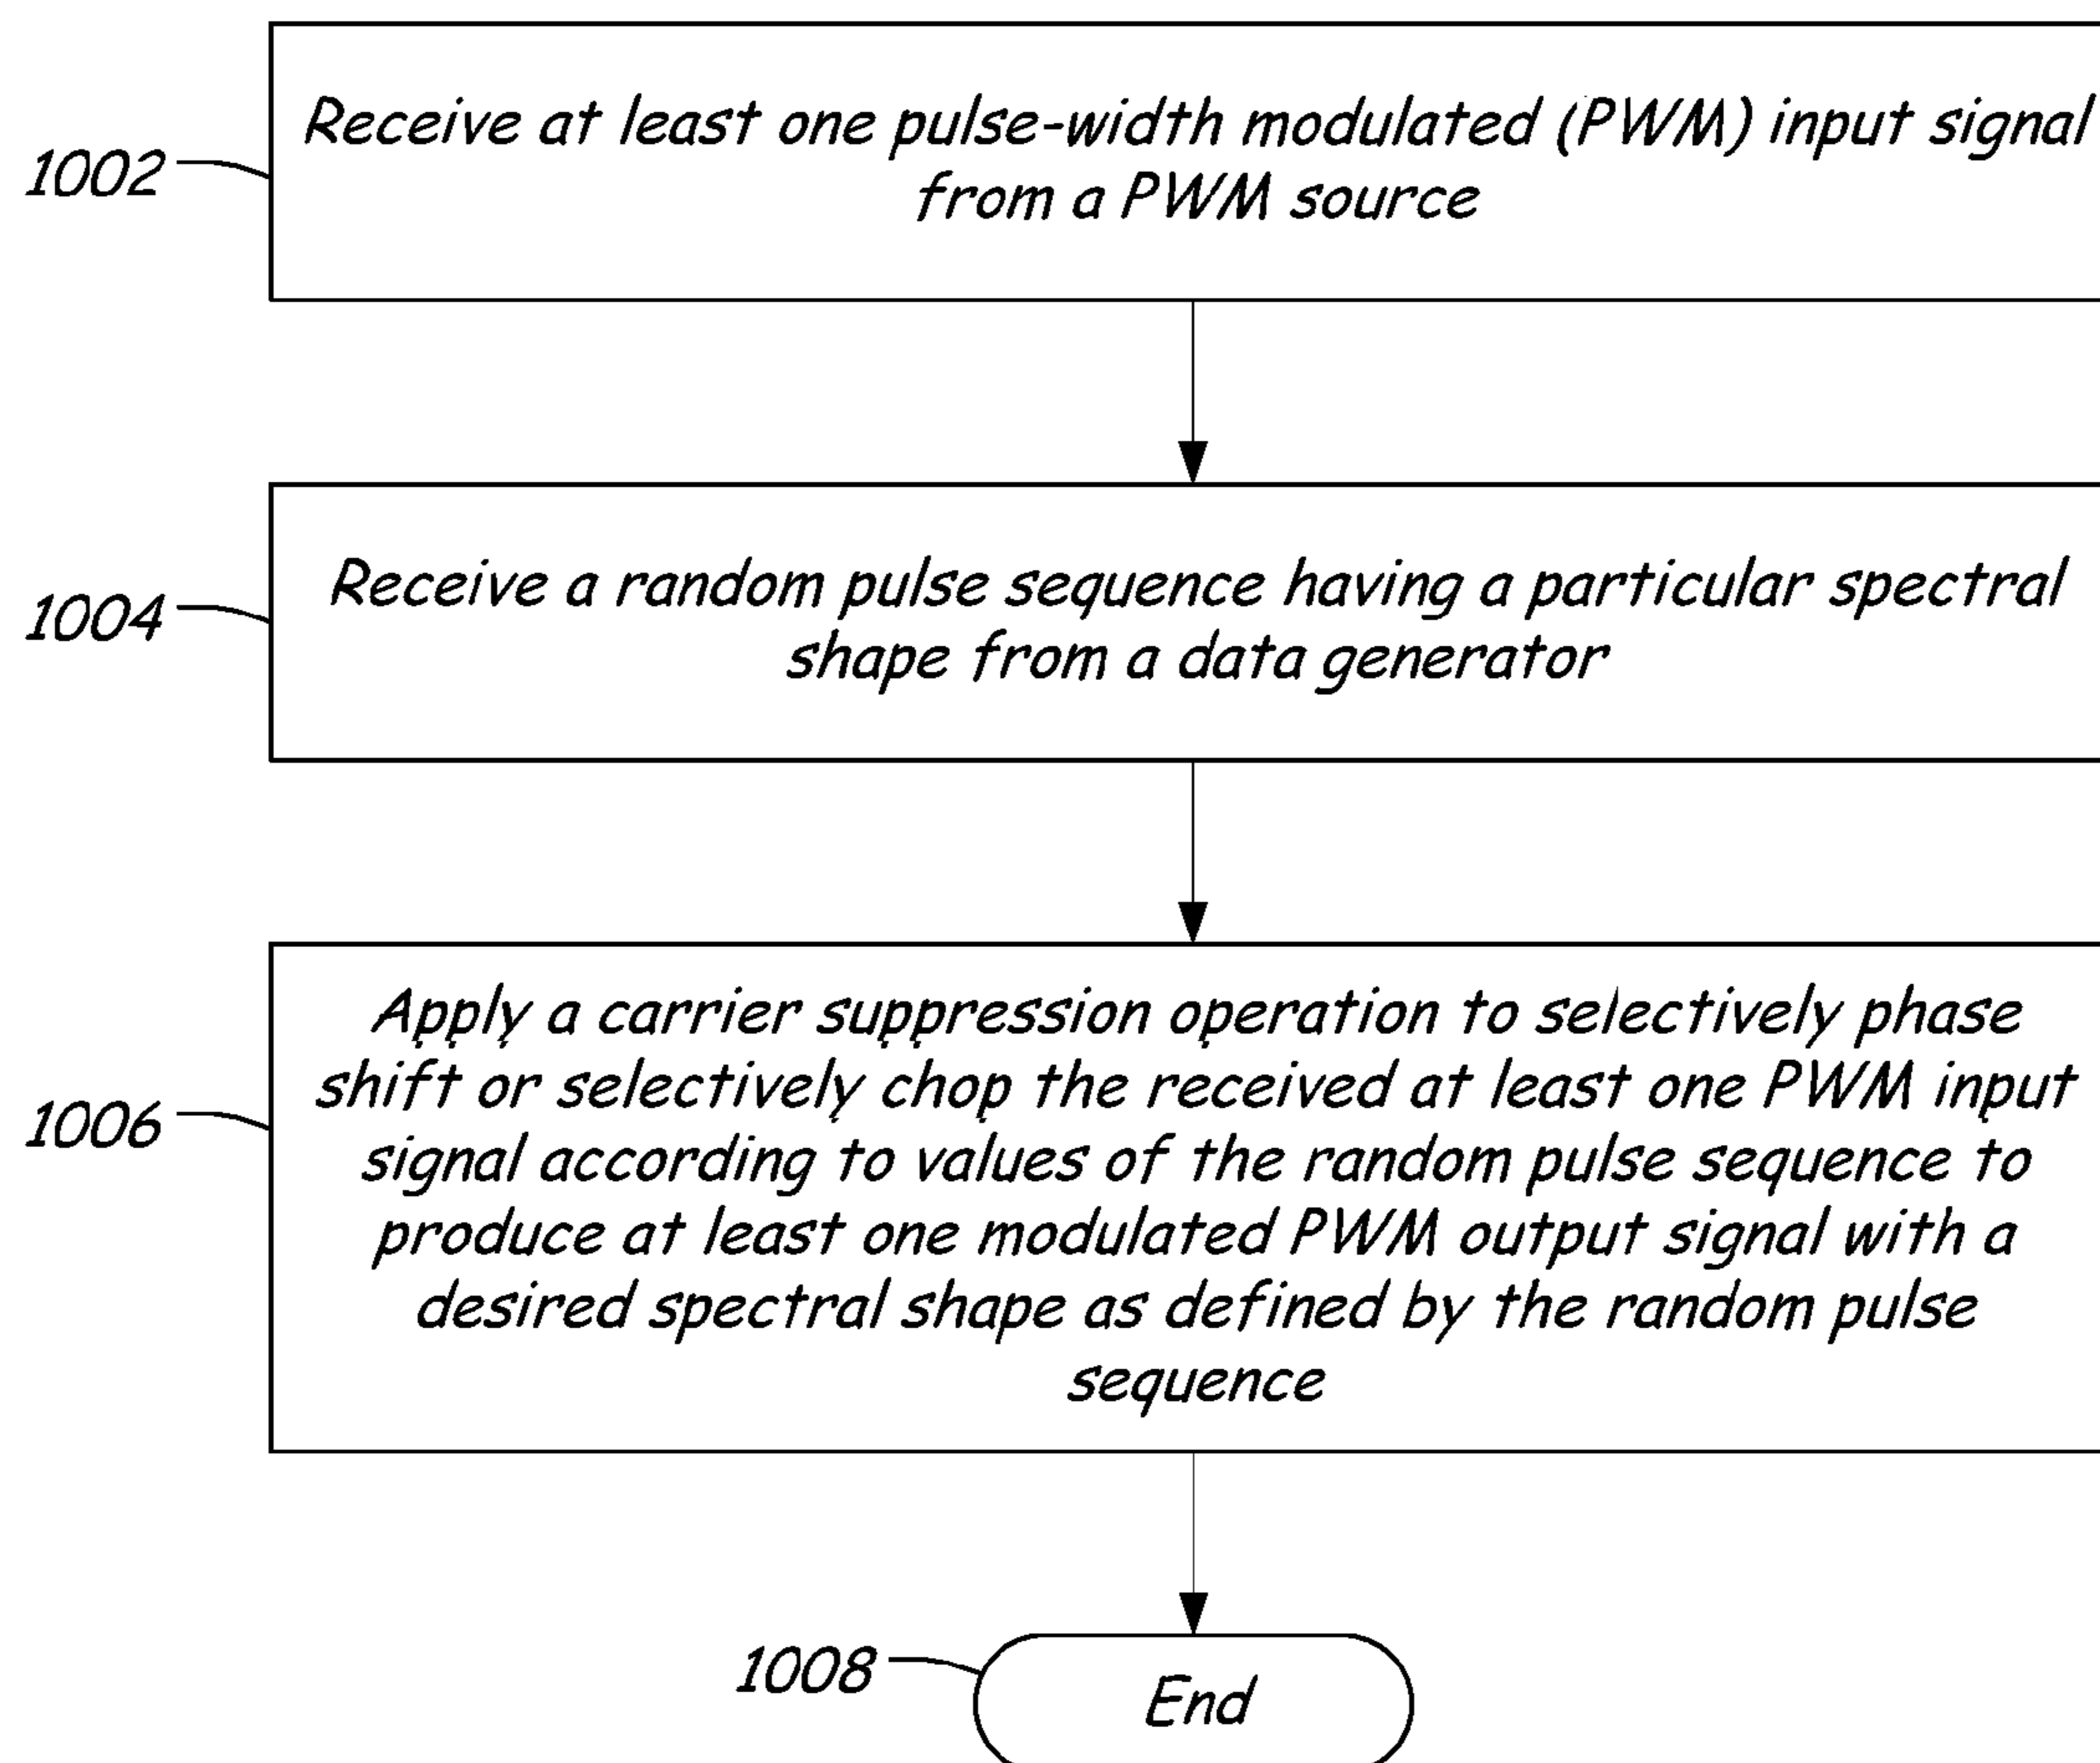 Receive at least one pulse-width modulated (PWM) input signal
from a PWM source
1002
Receive a random pulse sequence having a particular spectral
shape from a data generator
1004
Apply a carrier suppression operation to selectively phase
shift or selectively chop the received at least one PWM input
signal according to values of the random pulse sequence to
produce at least one modulated PWM output signal with a
desired spectral shape as defined by the random pulse
sequence
1006
1008
End